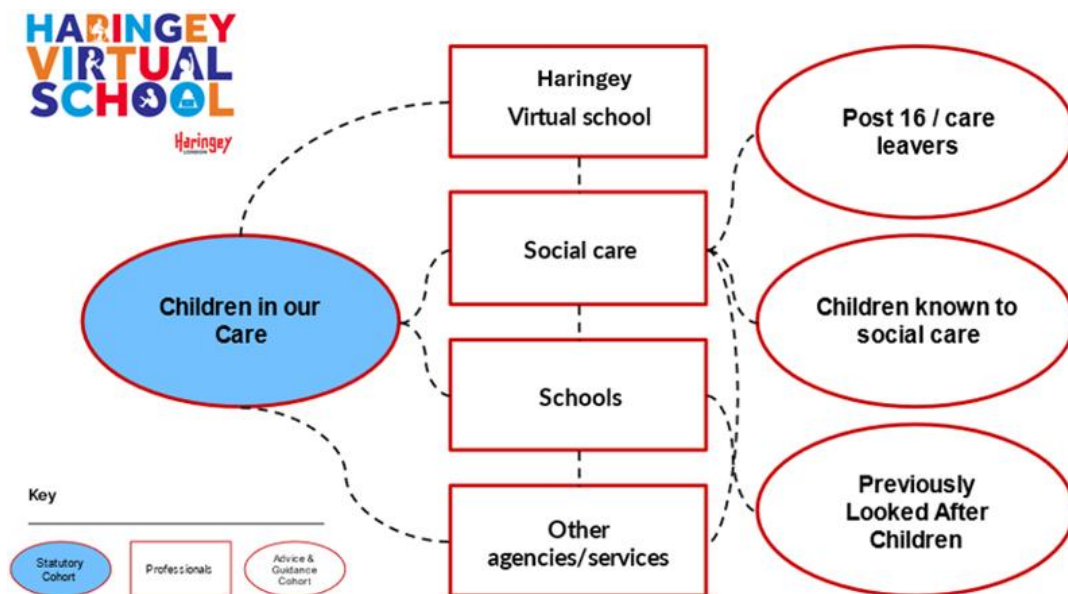 HARINGEY
VIRTUAL
SCHOOL
Haringey
LONDON
Haringey
Virtual school
Social care
Schools
Other
agencies/services
Children in our
Care
Post 16 / care
leavers
Children known to
social care
Previously
Looked After
Children
Key
Statutory
Cohort
Professionals
Advice &
Guidance
Cohort